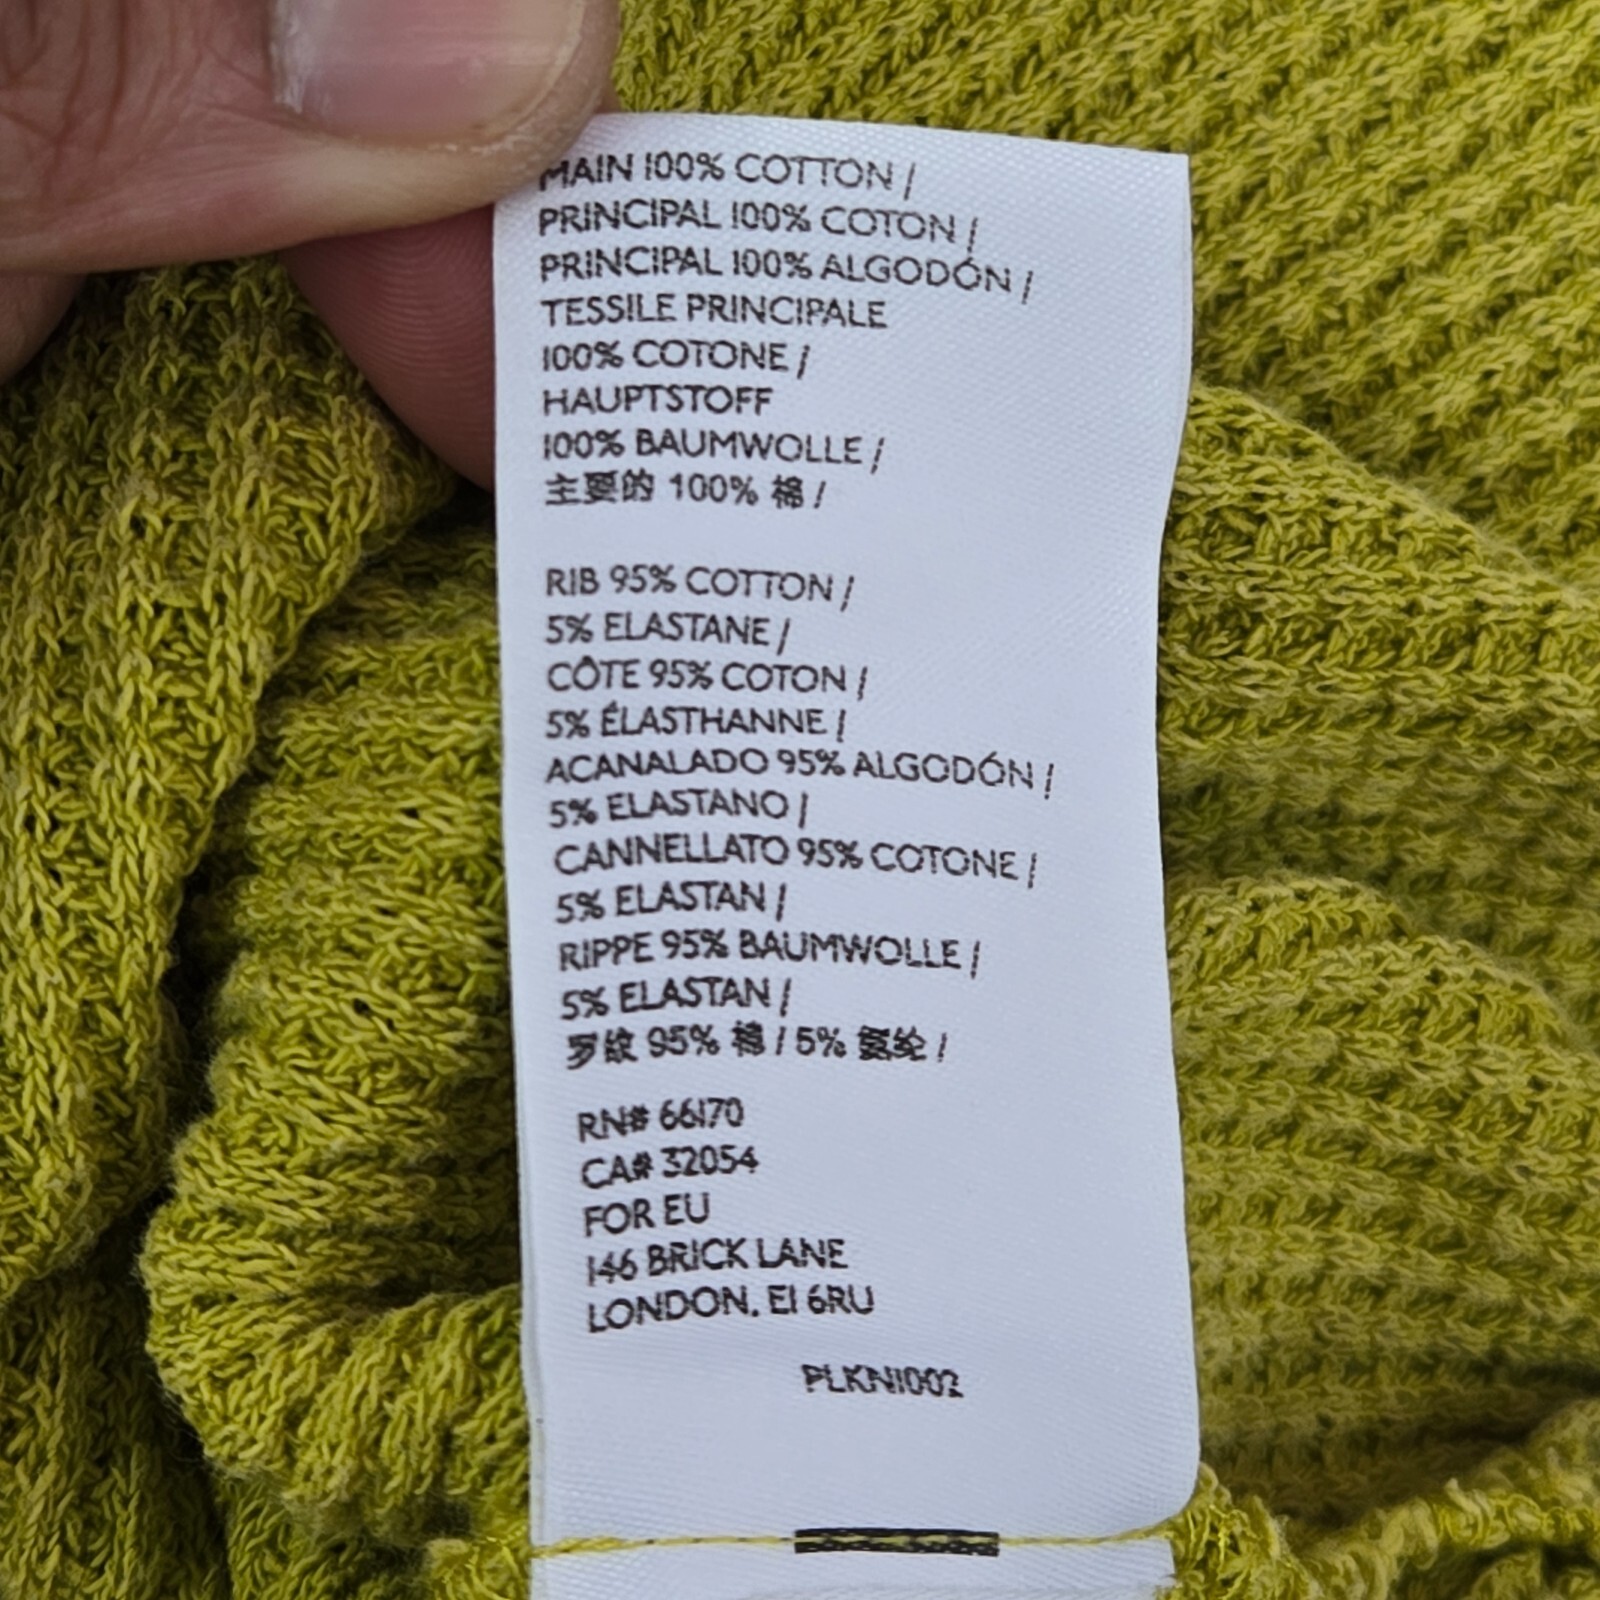 MAIN 100% COTTON /
PRINCIPAL 100% COTON /
PRINCIPAL 100% ALGODÓN /
TESSILE PRINCIPALE
100% COTONE /
HAUPTSTOFF
100% BAUMWOLLE /
主要的 100% 棉 /
RIB 95% COTTON /
5% ELASTANE /
CÔTE 95% COTON /
5% ÉLASTHANNE /
ACANALADO 95% ALGODÓN /
5% ELASTANO /
CANNELLATO 95% COTONE /
5% ELASTAN /
RIPPE 95% BAUMWOLLE /
5% ELASTAN /
罗纹 95% 棉 / 5% 氨纶 /
RN# 66170
CA# 32054
FOR EU
146 BRICK LANE
LONDON, E1 6RU
PLKN1002